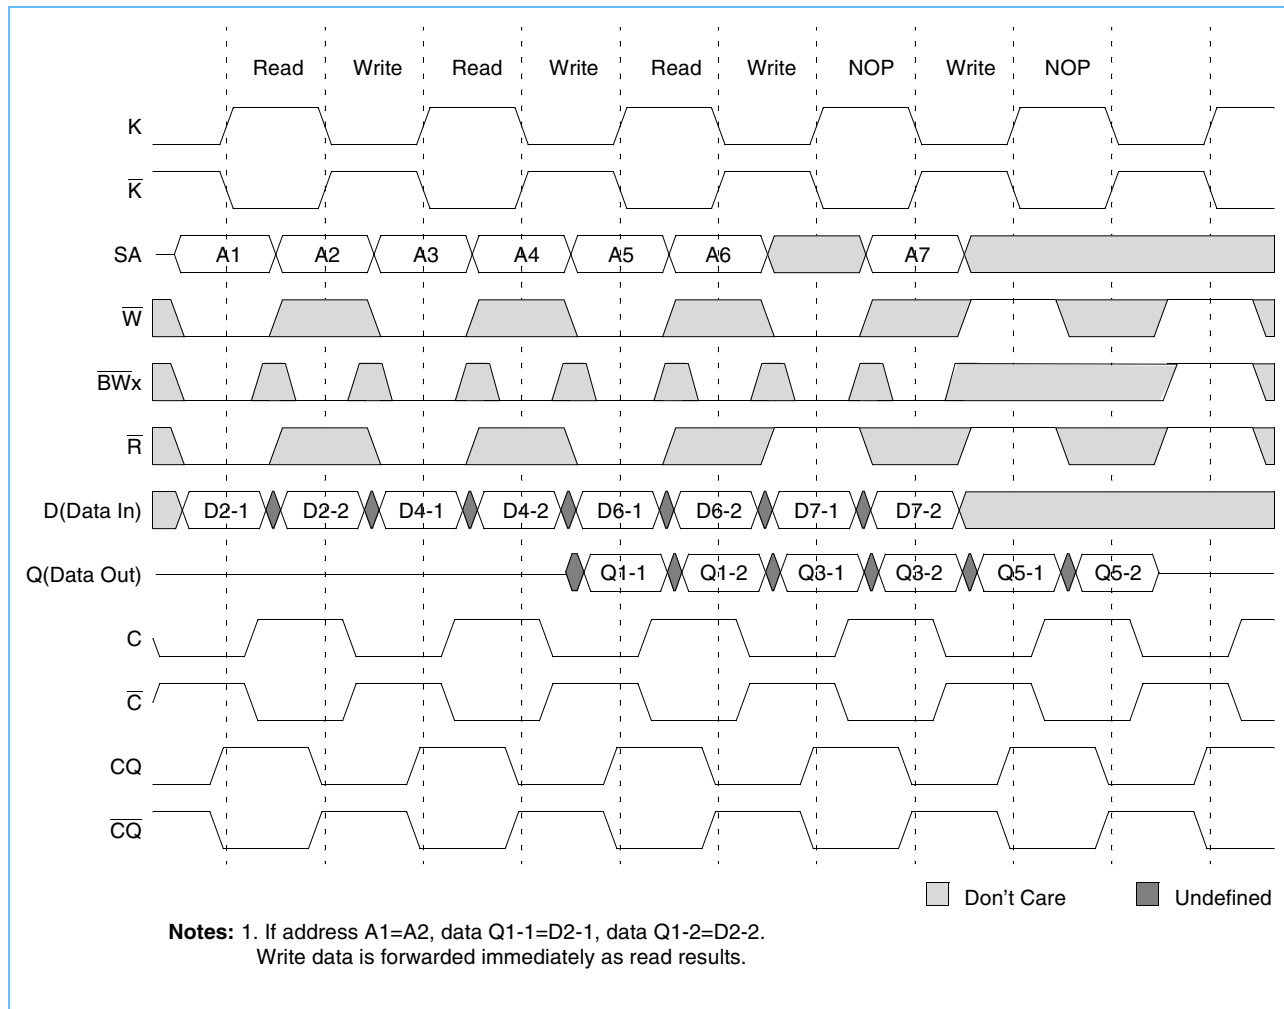 Read Write Read Write Read Write NOP Write NOP
K
K̅
SA A1 A2 A3 A4 A5 A6 A7
W̅
B̅W̅x
R̅
D(Data In) D2-1 D2-2 D4-1 D4-2 D6-1 D6-2 D7-1 D7-2
Q(Data Out) Q1-1 Q1-2 Q3-1 Q3-2 Q5-1 Q5-2
C
C̅
CQ
C̅Q̅
Don't Care Undefined
Notes: 1. If address A1=A2, data Q1-1=D2-1, data Q1-2=D2-2.
Write data is forwarded immediately as read results.